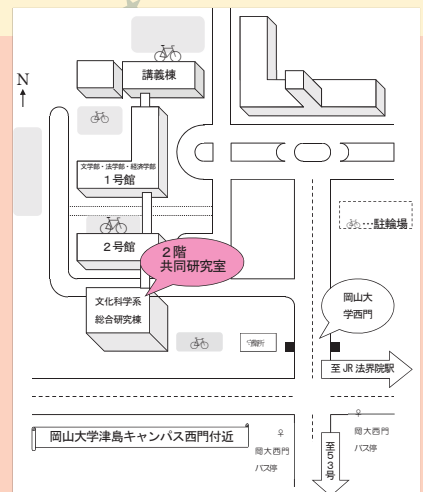 講義棟
N
文学部・法学部・経済学部
1号館
…駐輪場
2号館
2階
共同研究室
文化科学系
総合研究棟
岡山大
学西門
守衛所
至 JR 法界院駅
岡山大学津島キャンパス西門付近
岡大西門
バス停
至53号
岡大西門
バス停